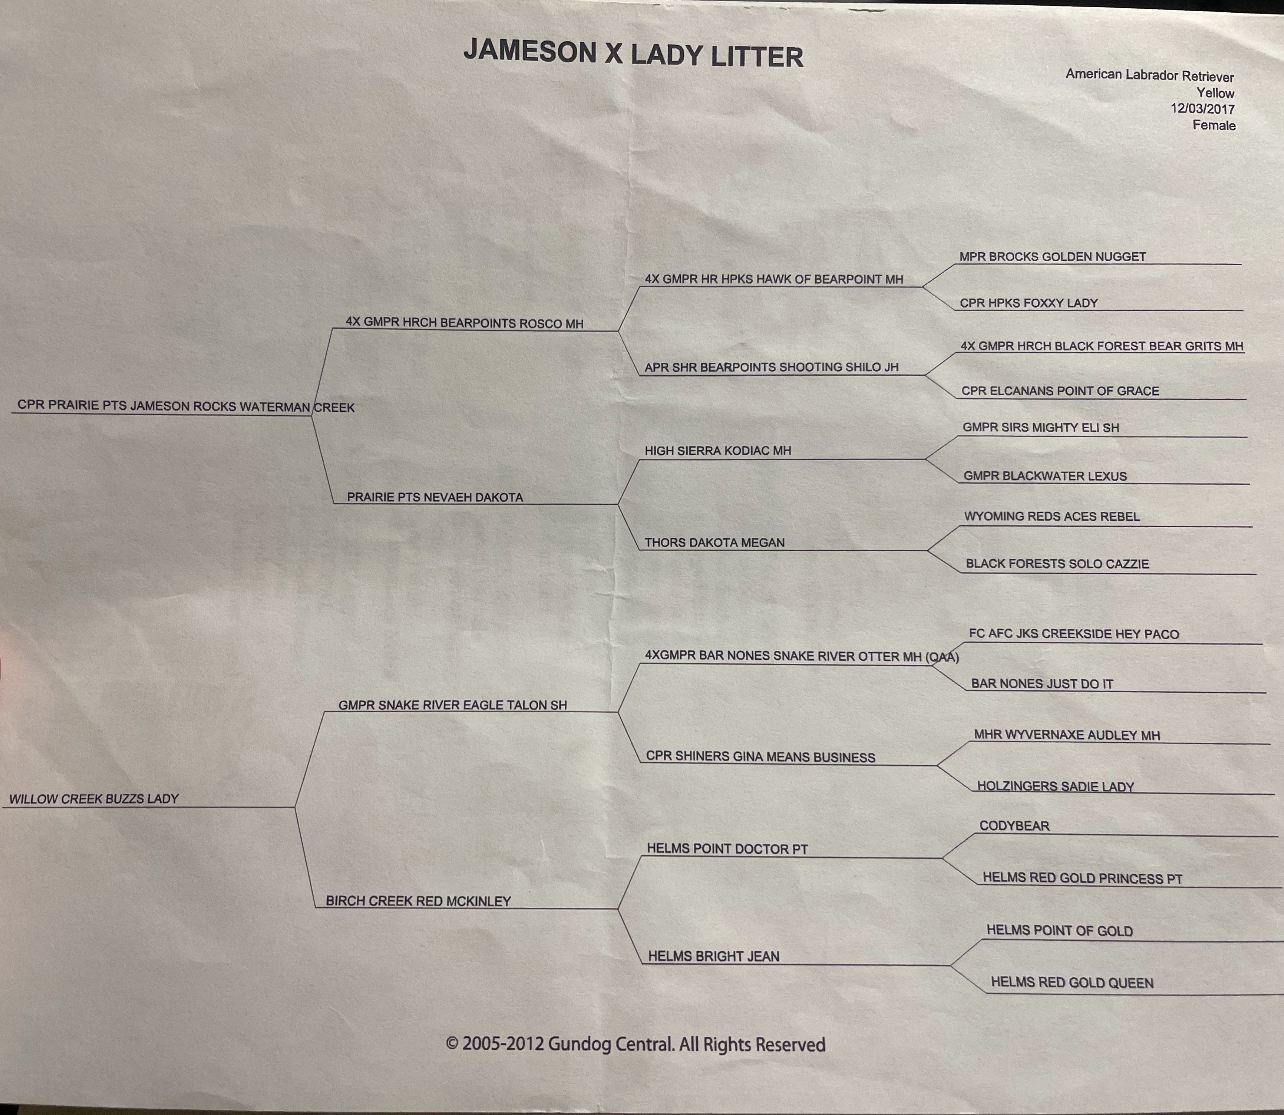 JAMESON X LADY LITTER
American Labrador Retriever
Yellow
12/03/2017
Female
MPR BROCKS GOLDEN NUGGET
4X GMPR HR HPKS HAWK OF BEARPOINT MH
CPR HPKS FOXXY LADY
4X GMPR HRCH BEARPOINTS ROSCO MH
4X GMPR HRCH BLACK FOREST BEAR GRITS MH
APR SHR BEARPOINTS SHOOTING SHILO JH
CPR ELCANANS POINT OF GRACE
CPR PRAIRIE PTS JAMESON ROCKS WATERMAN CREEK
GMPR SIRS MIGHTY ELI SH
HIGH SIERRA KODIAC MH
GMPR BLACKWATER LEXUS
PRAIRIE PTS NEVAEH DAKOTA
WYOMING REDS ACES REBEL
THORS DAKOTA MEGAN
BLACK FORESTS SOLO CAZZIE
FC AFC JKS CREEKSIDE HEY PACO
4XGMPR BAR NONES SNAKE RIVER OTTER MH (QAA)
BAR NONES JUST DO IT
GMPR SNAKE RIVER EAGLE TALON SH
MHR WYVERNAXE AUDLEY MH
CPR SHINERS GINA MEANS BUSINESS
HOLZINGERS SADIE LADY
WILLOW CREEK BUZZS LADY
CODYBEAR
HELMS POINT DOCTOR PT
HELMS RED GOLD PRINCESS PT
BIRCH CREEK RED MCKINLEY
HELMS POINT OF GOLD
HELMS BRIGHT JEAN
HELMS RED GOLD QUEEN
© 2005-2012 Gundog Central. All Rights Reserved